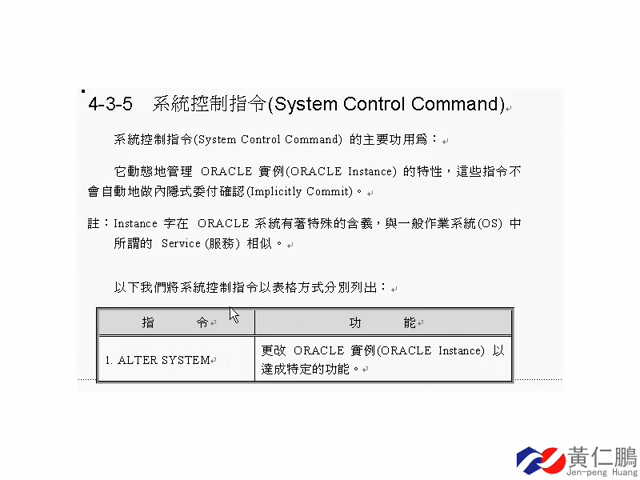 4-3-5 系統控制指令(System Control Command)
系統控制指令(System Control Command) 的主要功用為：
它動態地管理 ORACLE 實例(ORACLE Instance) 的特性，這些指令不
會自動地做內隱式委付確認(Implicitly Commit)。
註：Instance 字在 ORACLE 系統有著特殊的含義，與一般作業系統(OS) 中
所謂的 Service (服務) 相似。
以下我們將系統控制指令以表格方式分別列出：
指 令 功 能
1. ALTER SYSTEM 更改 ORACLE 實例(ORACLE Instance) 以
達成特定的功能。
黃仁鵬
Jen-peng Huang